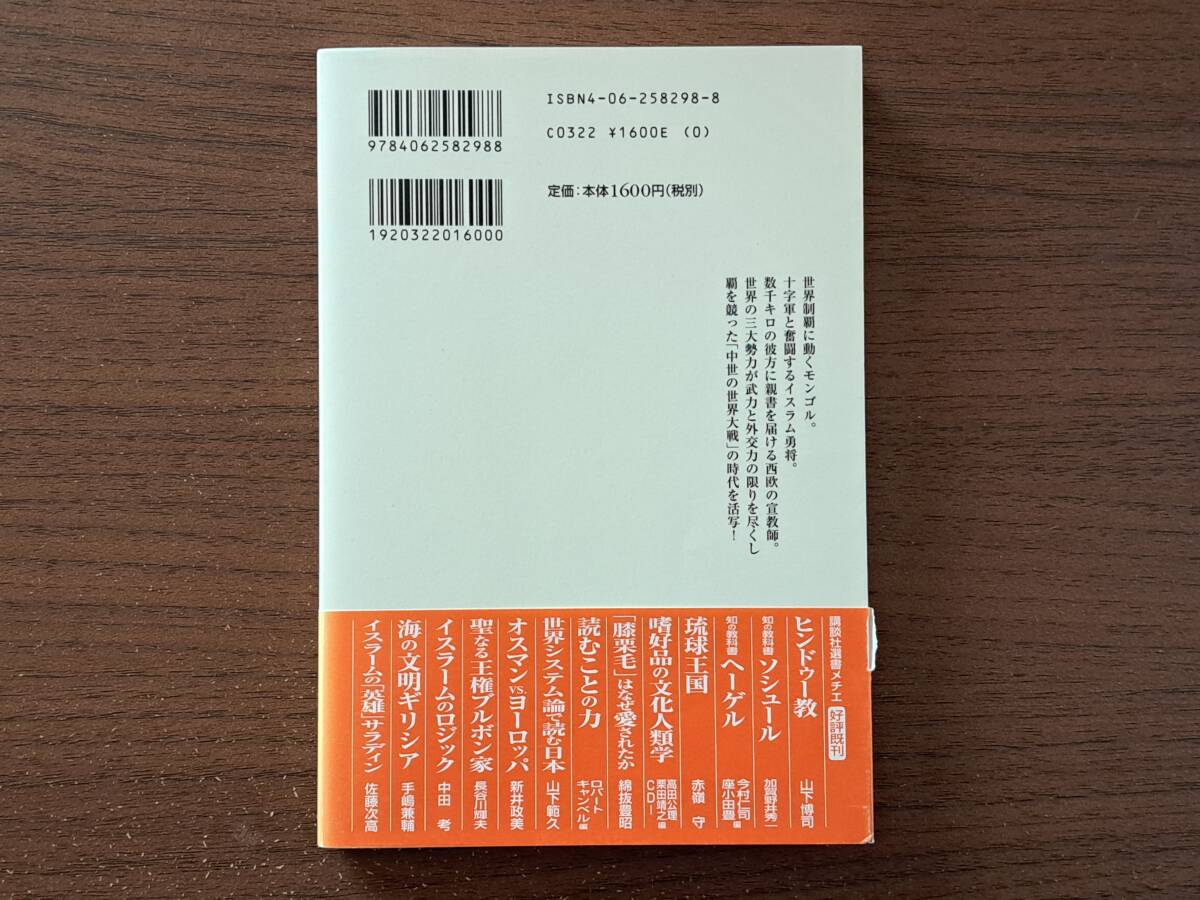 ISBN4-06-258298-8
9784062582988
C0322 ¥1600E (0)
定価：本体1600円（税別）
1920322016000
世界制覇に動くモンゴル。
十字軍と奮闘するイスラム勇将。
数千キロの彼方に親書を届ける西欧の宣教師。
世界の三大勢力が武力と外交力の限りを尽くし
覇を競った「中世の世界大戦」の時代を活写！
講談社選書メチエ 好評既刊
ヒンドゥー教 山下博司
知の教科書 ソシュール 加賀野井秀一
知の教科書 ヘーゲル 今村仁司 座小田豊 編
琉球王国 赤嶺 守
嗜好品の文化人類学 高田公理 栗田靖之 CDI 編
「膝栗毛」はなぜ愛されたか 綿抜豊昭
読むことの力 ロバート キャンベル 編
世界システム論で読む日本 山下範久
オスマンvs.ヨーロッパ 新井政美
聖なる王権ブルボン家 長谷川輝夫
イスラームのロジック 中田 考
海の文明ギリシア 手嶋兼輔
イスラームの「英雄」サラディン 佐藤次高